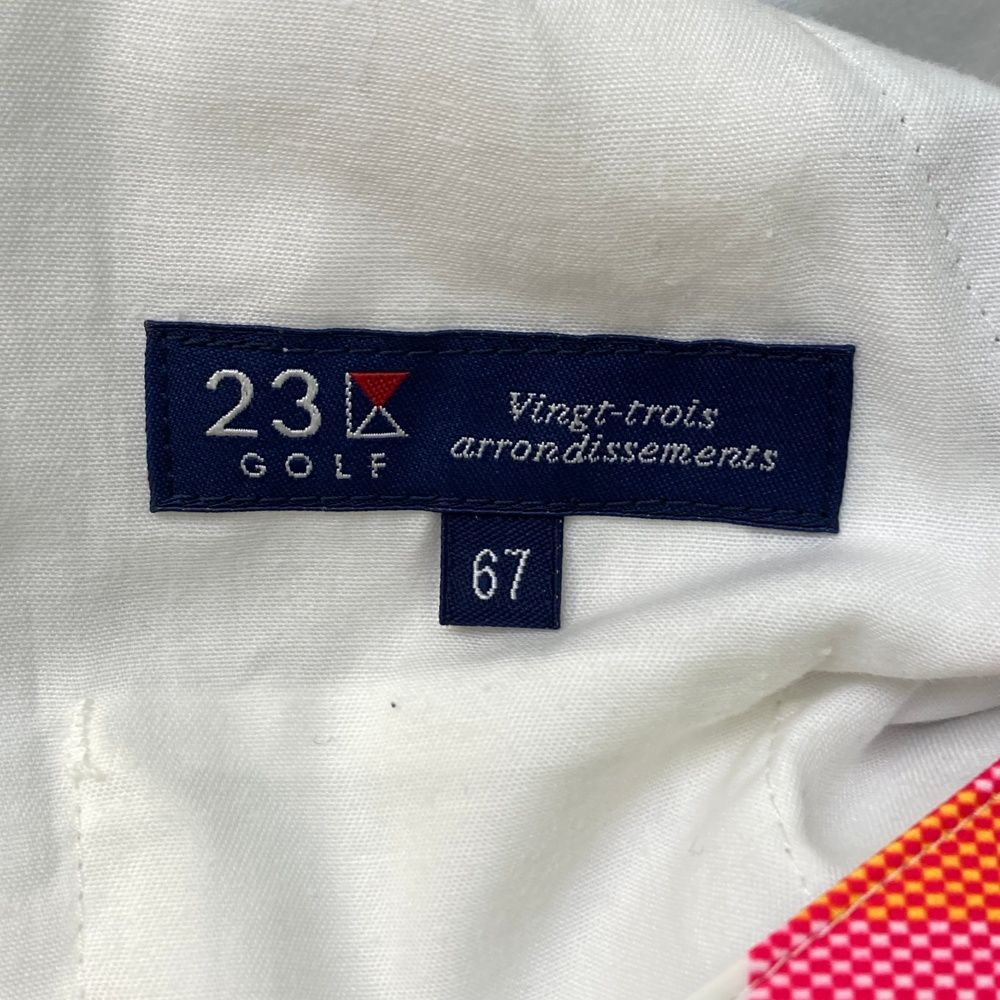 23
GOLF
Vingt-trois
arrondissements
67